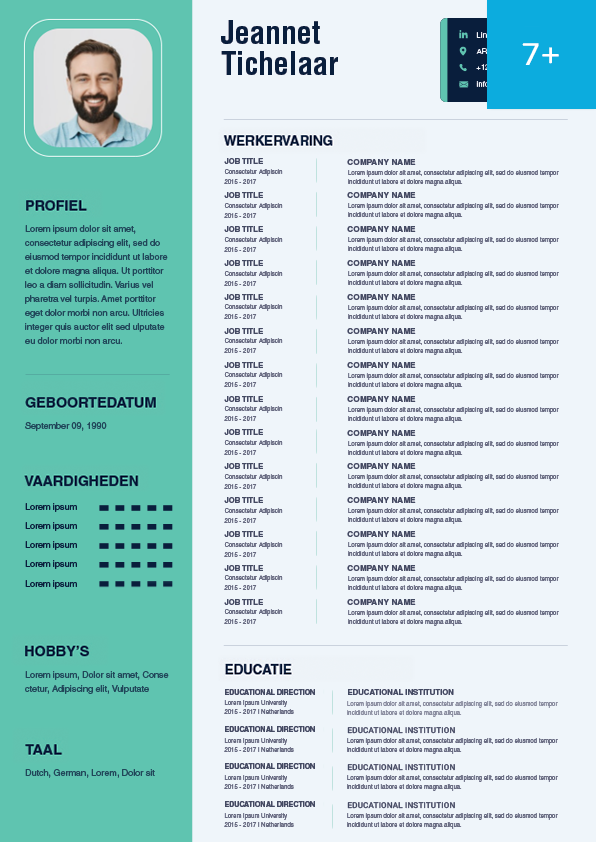 Jeannet
Tichelaar
7+
PROFIEL
Lorem ipsum dolor sit amet,
consectetur adipiscing elit, sed do
eiusmod tempor incididunt ut labore
et dolore magna aliqua. Ut porttitor
leo a diam sollicitudin. Varius vel
pharetra vel turpis. Amet porttitor
eget dolor morbi non arcu. Ultricies
integer quis auctor elit sed ulputate
eu dolor morbi non arcu.
GEBOORTEDATUM
September 09, 1990
VAARDIGHEDEN
Lorem ipsum
Lorem ipsum
Lorem ipsum
Lorem ipsum
Lorem ipsum
HOBBY'S
Lorem ipsum, Dolor sit amet, Conse
ctetur, Adipiscing elit, Vulputate
TAAL
Dutch, German, Lorem, Dolor sit
WERKERVARING
JOB TITLE COMPANY NAME
Consectetur Adipiscin Lorem ipsum dolor sit amet, consectetur adipiscing elit, sed do eiusmod tempor
2015 - 2017 incididunt ut labore et dolore magna aliqua.
JOB TITLE COMPANY NAME
Consectetur Adipiscin Lorem ipsum dolor sit amet, consectetur adipiscing elit, sed do eiusmod tempor
2015 - 2017 incididunt ut labore et dolore magna aliqua.
JOB TITLE COMPANY NAME
Consectetur Adipiscin Lorem ipsum dolor sit amet, consectetur adipiscing elit, sed do eiusmod tempor
2015 - 2017 incididunt ut labore et dolore magna aliqua.
JOB TITLE COMPANY NAME
Consectetur Adipiscin Lorem ipsum dolor sit amet, consectetur adipiscing elit, sed do eiusmod tempor
2015 - 2017 incididunt ut labore et dolore magna aliqua.
JOB TITLE COMPANY NAME
Consectetur Adipiscin Lorem ipsum dolor sit amet, consectetur adipiscing elit, sed do eiusmod tempor
2015 - 2017 incididunt ut labore et dolore magna aliqua.
JOB TITLE COMPANY NAME
Consectetur Adipiscin Lorem ipsum dolor sit amet, consectetur adipiscing elit, sed do eiusmod tempor
2015 - 2017 incididunt ut labore et dolore magna aliqua.
JOB TITLE COMPANY NAME
Consectetur Adipiscin Lorem ipsum dolor sit amet, consectetur adipiscing elit, sed do eiusmod tempor
2015 - 2017 incididunt ut labore et dolore magna aliqua.
JOB TITLE COMPANY NAME
Consectetur Adipiscin Lorem ipsum dolor sit amet, consectetur adipiscing elit, sed do eiusmod tempor
2015 - 2017 incididunt ut labore et dolore magna aliqua.
JOB TITLE COMPANY NAME
Consectetur Adipiscin Lorem ipsum dolor sit amet, consectetur adipiscing elit, sed do eiusmod tempor
2015 - 2017 incididunt ut labore et dolore magna aliqua.
JOB TITLE COMPANY NAME
Consectetur Adipiscin Lorem ipsum dolor sit amet, consectetur adipiscing elit, sed do eiusmod tempor
2015 - 2017 incididunt ut labore et dolore magna aliqua.
JOB TITLE COMPANY NAME
Consectetur Adipiscin Lorem ipsum dolor sit amet, consectetur adipiscing elit, sed do eiusmod tempor
2015 - 2017 incididunt ut labore et dolore magna aliqua.
JOB TITLE COMPANY NAME
Consectetur Adipiscin Lorem ipsum dolor sit amet, consectetur adipiscing elit, sed do eiusmod tempor
2015 - 2017 incididunt ut labore et dolore magna aliqua.
JOB TITLE COMPANY NAME
Consectetur Adipiscin Lorem ipsum dolor sit amet, consectetur adipiscing elit, sed do eiusmod tempor
2015 - 2017 incididunt ut labore et dolore magna aliqua.
JOB TITLE COMPANY NAME
Consectetur Adipiscin Lorem ipsum dolor sit amet, consectetur adipiscing elit, sed do eiusmod tempor
2015 - 2017 incididunt ut labore et dolore magna aliqua.
EDUCATIE
EDUCATIONAL DIRECTION EDUCATIONAL INSTITUTION
Lorem Ipsum University Lorem ipsum dolor sit amet, consectetur adipiscing elit, sed do eiusmod tempor
2015 - 2017 | Netherlands incididunt ut labore et dolore magna aliqua.
EDUCATIONAL DIRECTION EDUCATIONAL INSTITUTION
Lorem Ipsum University Lorem ipsum dolor sit amet, consectetur adipiscing elit, sed do eiusmod tempor
2015 - 2017 | Netherlands incididunt ut labore et dolore magna aliqua.
EDUCATIONAL DIRECTION EDUCATIONAL INSTITUTION
Lorem Ipsum University Lorem ipsum dolor sit amet, consectetur adipiscing elit, sed do eiusmod tempor
2015 - 2017 | Netherlands incididunt ut labore et dolore magna aliqua.
EDUCATIONAL DIRECTION EDUCATIONAL INSTITUTION
Lorem Ipsum University Lorem ipsum dolor sit amet, consectetur adipiscing elit, sed do eiusmod tempor
2015 - 2017 | Netherlands incididunt ut labore et dolore magna aliqua.